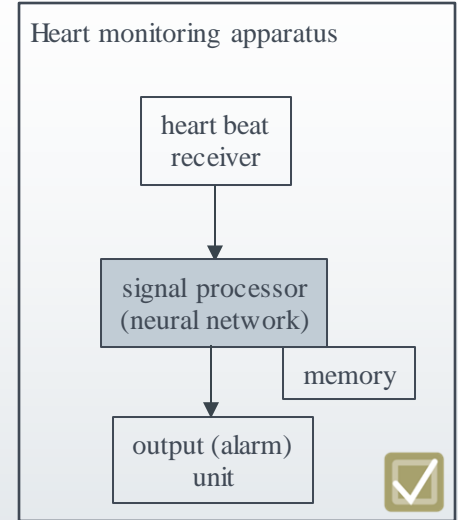 Heart monitoring apparatus
heart beat
receiver
signal processor
(neural network)
memory
output (alarm)
unit